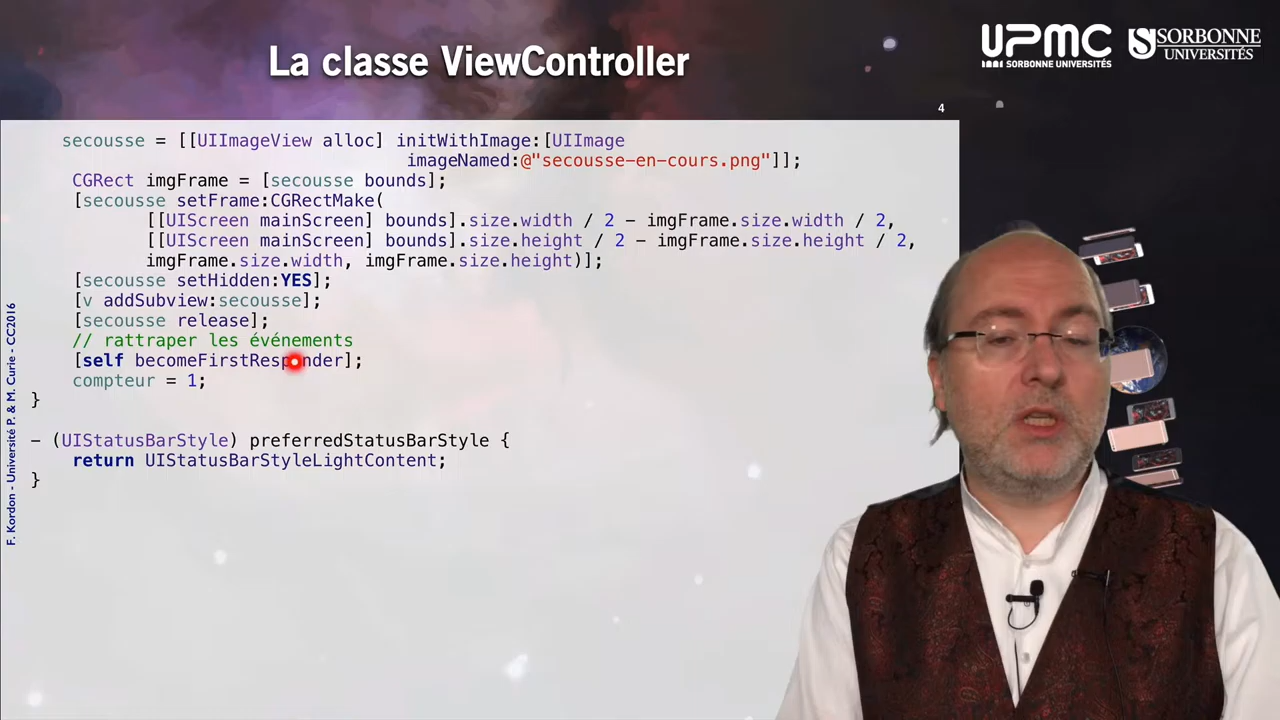 La classe ViewController
UPMC
SORBONNE UNIVERSITÉS
SORBONNE
UNIVERSITÉS
4
secousse = [[UIImageView alloc] initWithImage:[UIImage
imageNamed:@"secousse-en-cours.png"]];
CGRect imgFrame = [secousse bounds];
[secousse setFrame:CGRectMake(
[[UIScreen mainScreen] bounds].size.width / 2 - imgFrame.size.width / 2,
[[UIScreen mainScreen] bounds].size.height / 2 - imgFrame.size.height / 2,
imgFrame.size.width, imgFrame.size.height)];
[secousse setHidden:YES];
[v addSubview:secousse];
[secousse release];
// rattraper les événements
[self becomeFirstResponder];
compteur = 1;
}
- (UIStatusBarStyle) preferredStatusBarStyle {
return UIStatusBarStyleLightContent;
}
F. Kordon - Université P. & M. Curie - CC2016